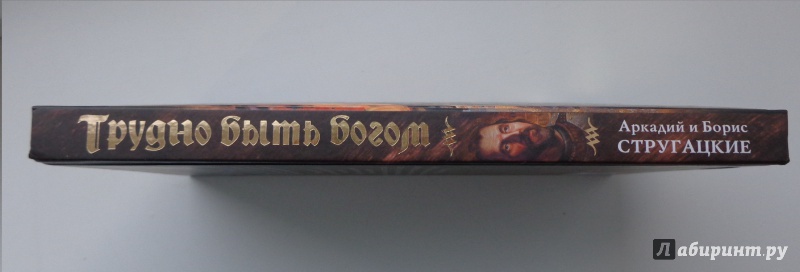 Трудно быть богом
Аркадий и Борис
СТРУГАЦКИЕ
Лабиринт.ру